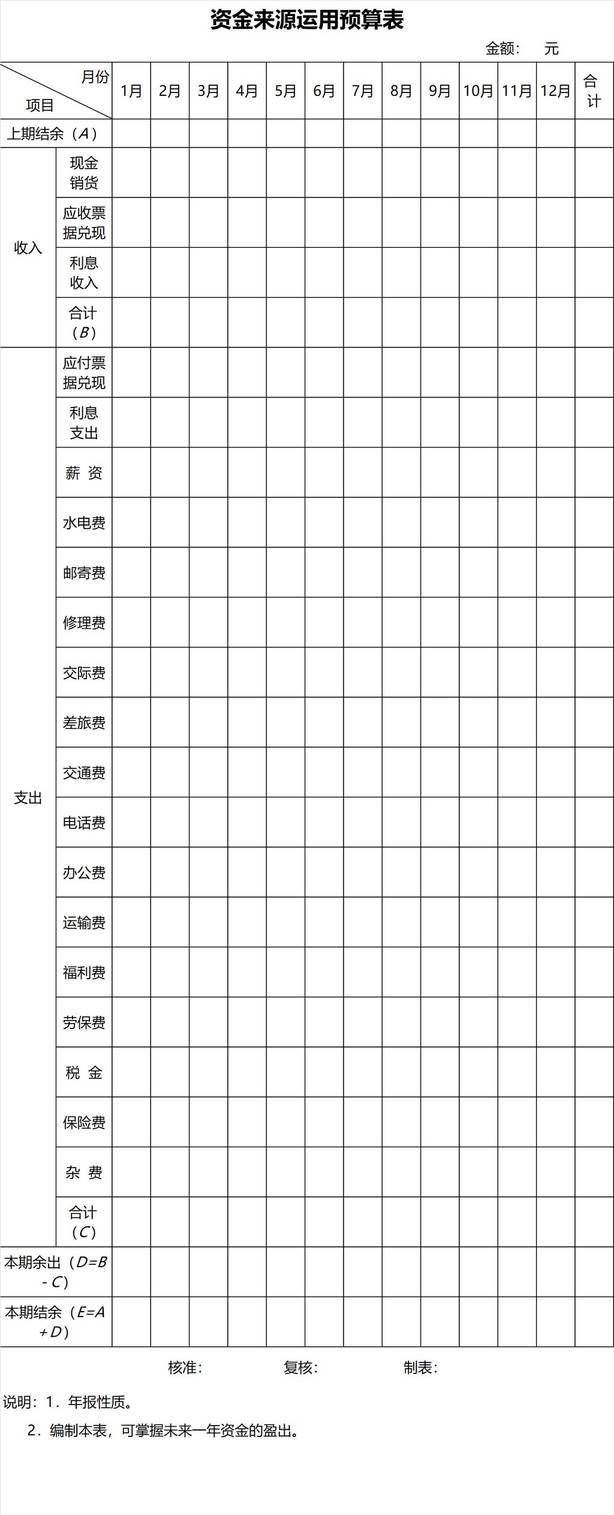 资金来源运用预算表
金额： 元
月份
项目
1月 2月 3月 4月 5月 6月 7月 8月 9月 10月 11月 12月 合
计
上期结余（A）
收入
现金
销货
应收票
据兑现
利息
收入
合计
（B）
支出
应付票
据兑现
利息
支出
薪 资
水电费
邮寄费
修理费
交际费
差旅费
交通费
电话费
办公费
运输费
福利费
劳保费
税 金
保险费
杂 费
合计
（C）
本期余出（D=B
- C）
本期结余（E=A
+D）
核准： 复核： 制表：
说明：1．年报性质。
2．编制本表，可掌握未来一年资金的盈出。